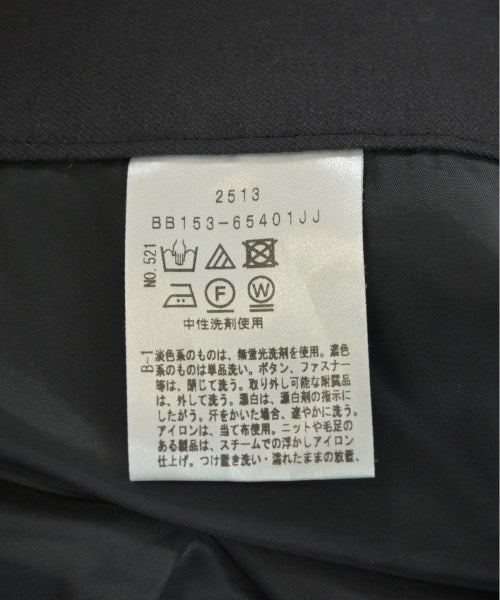 2513
BB153-65401JJ
NO.521
F
W
中性洗剤使用
B-1
淡色系のものは、無蛍光洗剤を使用。濃色
系のものは単品洗い。ボタン、ファスナー
等は、閉じて洗う。取り外し可能な附属品
は、外して洗う。漂白は、漂白剤の指示に
したがう。汗をかいた場合、速やかに洗う。
アイロンは、当て布使用。ニットや毛足の
ある製品は、スチームでの浮かしアイロン
仕上げ。つけ置き洗い・濡れたままの放置、